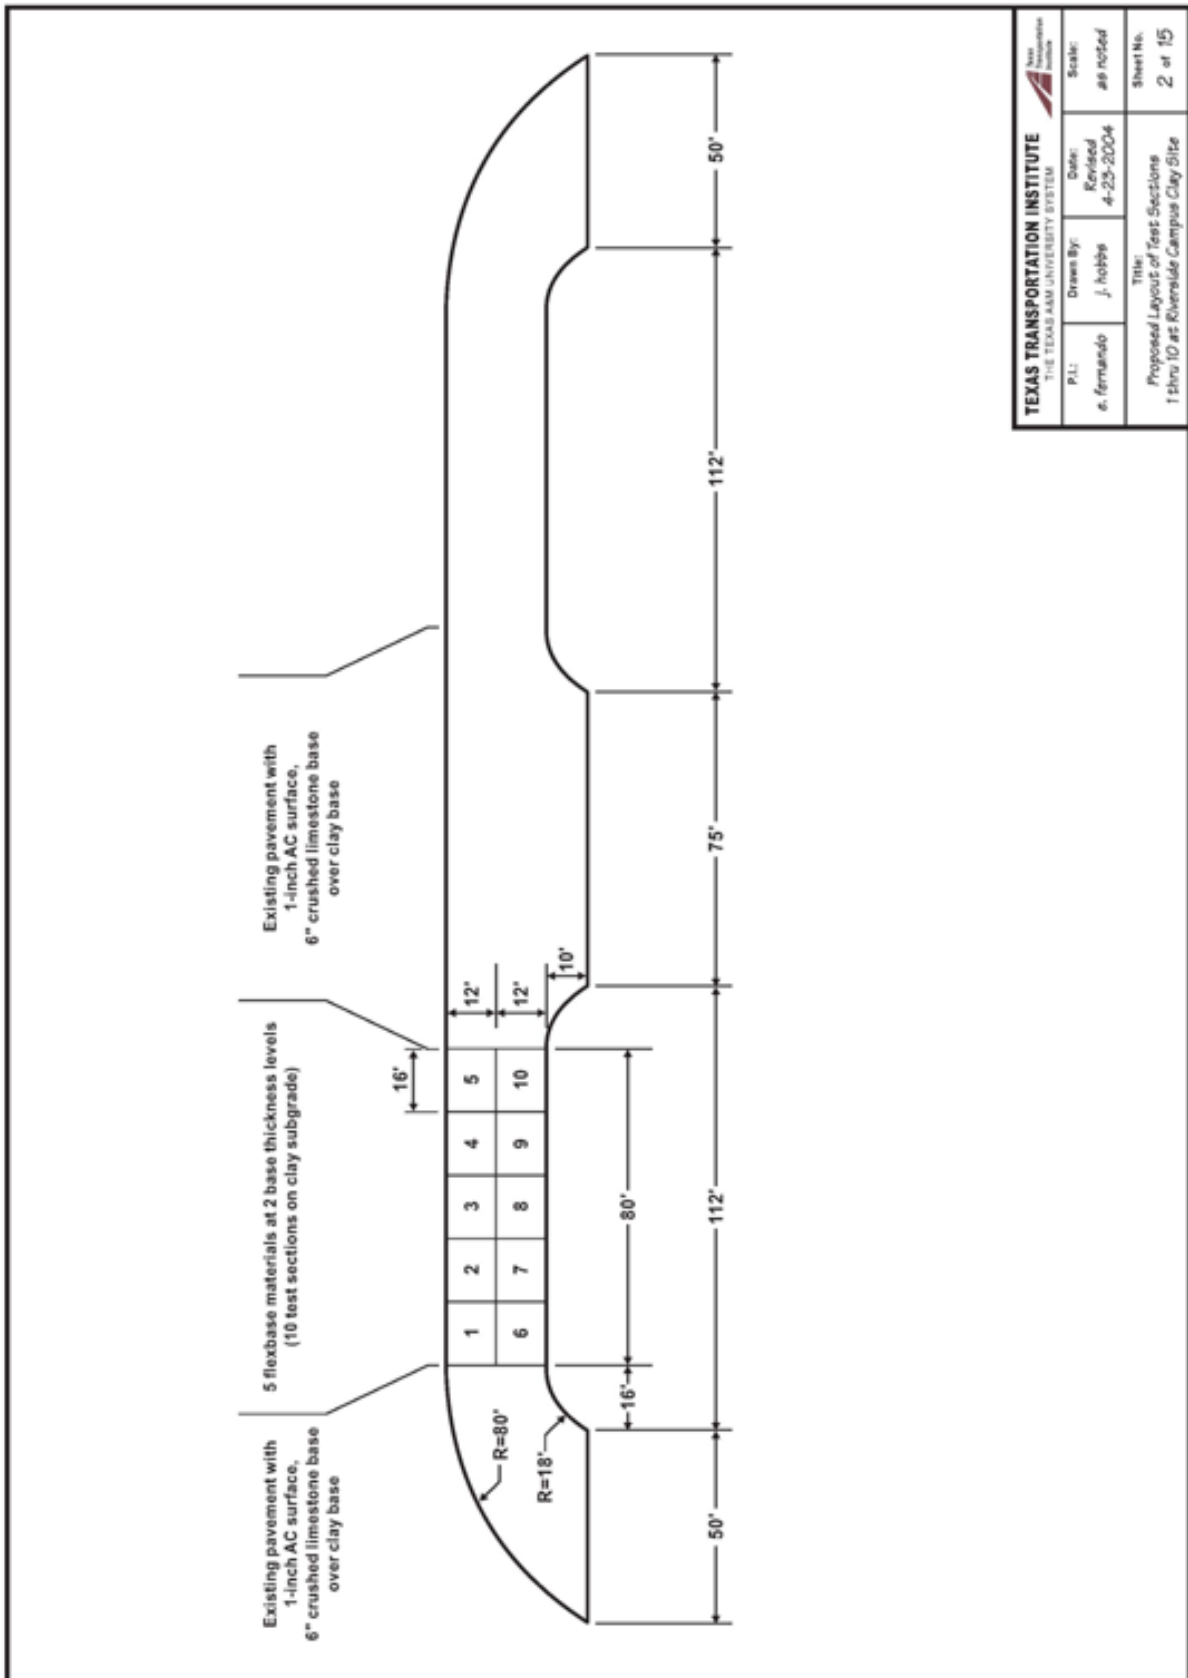 Existing pavement with
1-inch AC surface,
6" crushed limestone base
over clay base
5 flexbase materials at 2 base thickness levels
(10 test sections on clay subgrade)
Existing pavement with
1-inch AC surface,
6" crushed limestone base
over clay base
16'
1
2
3
4
5
12'
6
7
8
9
10
12'
10'
R=80'
R=18'
16'
80'
50'
112'
75'
112'
50'
TEXAS TRANSPORTATION INSTITUTE
THE TEXAS A&M UNIVERSITY SYSTEM
Texas
Transportation
Institute
P.I.:
e. fernando
Drawn By:
j. hobbs
Date:
Revised
4-23-2004
Scale:
as noted
Title:
Proposed Layout of Test Sections
1 thru 10 at Riverside Campus Clay Site
Sheet No.
2 of 15